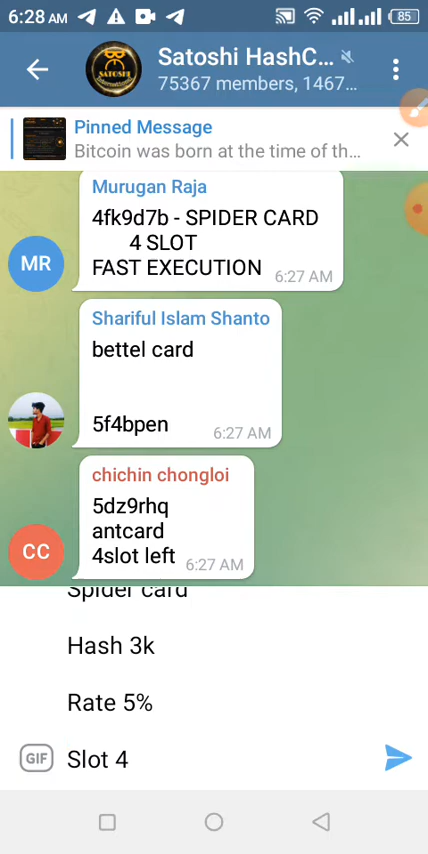 6:28 AM
85
Satoshi HashC...
75367 members, 1467...
SATOSHI
Pinned Message
Bitcoin was born at the time of th...
Murugan Raja
4fk9d7b - SPIDER CARD
4 SLOT
FAST EXECUTION
6:27 AM
MR
Shariful Islam Shanto
bettel card
5f4bpen
6:27 AM
chichin chongloi
5dz9rhq
antcard
4slot left
6:27 AM
CC
Spider card
Hash 3k
Rate 5%
GIF
Slot 4